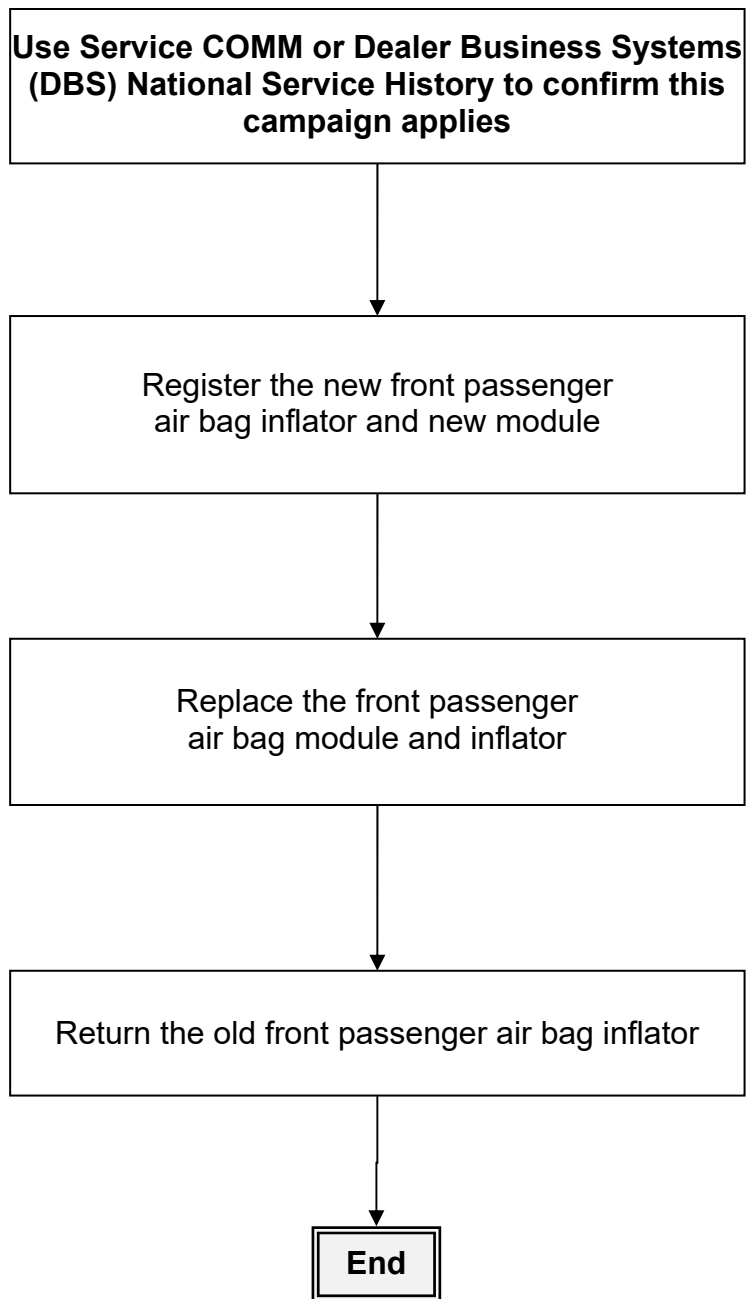 Use Service COMM or Dealer Business Systems
(DBS) National Service History to confirm this
campaign applies
Register the new front passenger
air bag inflator and new module
Replace the front passenger
air bag module and inflator
Return the old front passenger air bag inflator
End